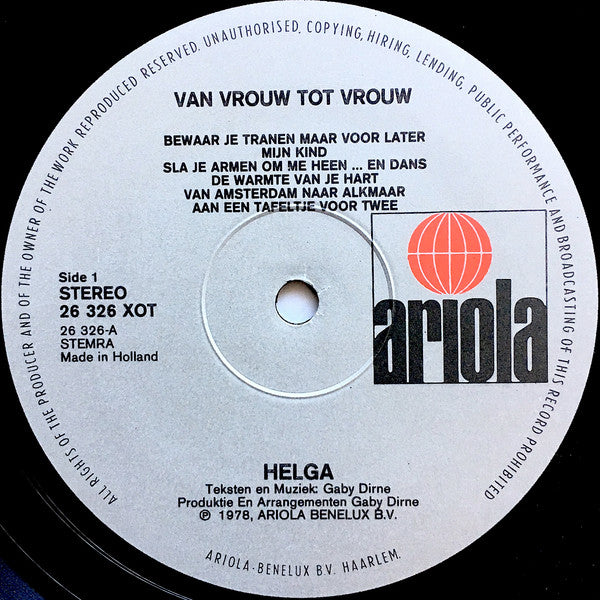 ALL RIGHTS OF THE PRODUCER AND OF THE OWNER OF THE WORK REPRODUCED RESERVED. UNAUTHORISED, COPYING, HIRING, LENDING, PUBLIC PERFORMANCE AND BROADCASTING OF THIS RECORD PROHIBITED
VAN VROUW TOT VROUW
BEWAAR JE TRANEN MAAR VOOR LATER
MIJN KIND
SLA JE ARMEN OM ME HEEN ... EN DANS
DE WARMTE VAN JE HART
VAN AMSTERDAM NAAR ALKMAAR
AAN EEN TAFELTJE VOOR TWEE
Side 1
STEREO
26 326 XOT
26 326-A
STEMRA
Made in Holland
ariola
HELGA
Teksten en Muziek: Gaby Dirne
Produktie En Arrangementen Gaby Dirne
℗ 1978, ARIOLA BENELUX B.V.
ARIOLA-BENELUX B.V. HAARLEM.